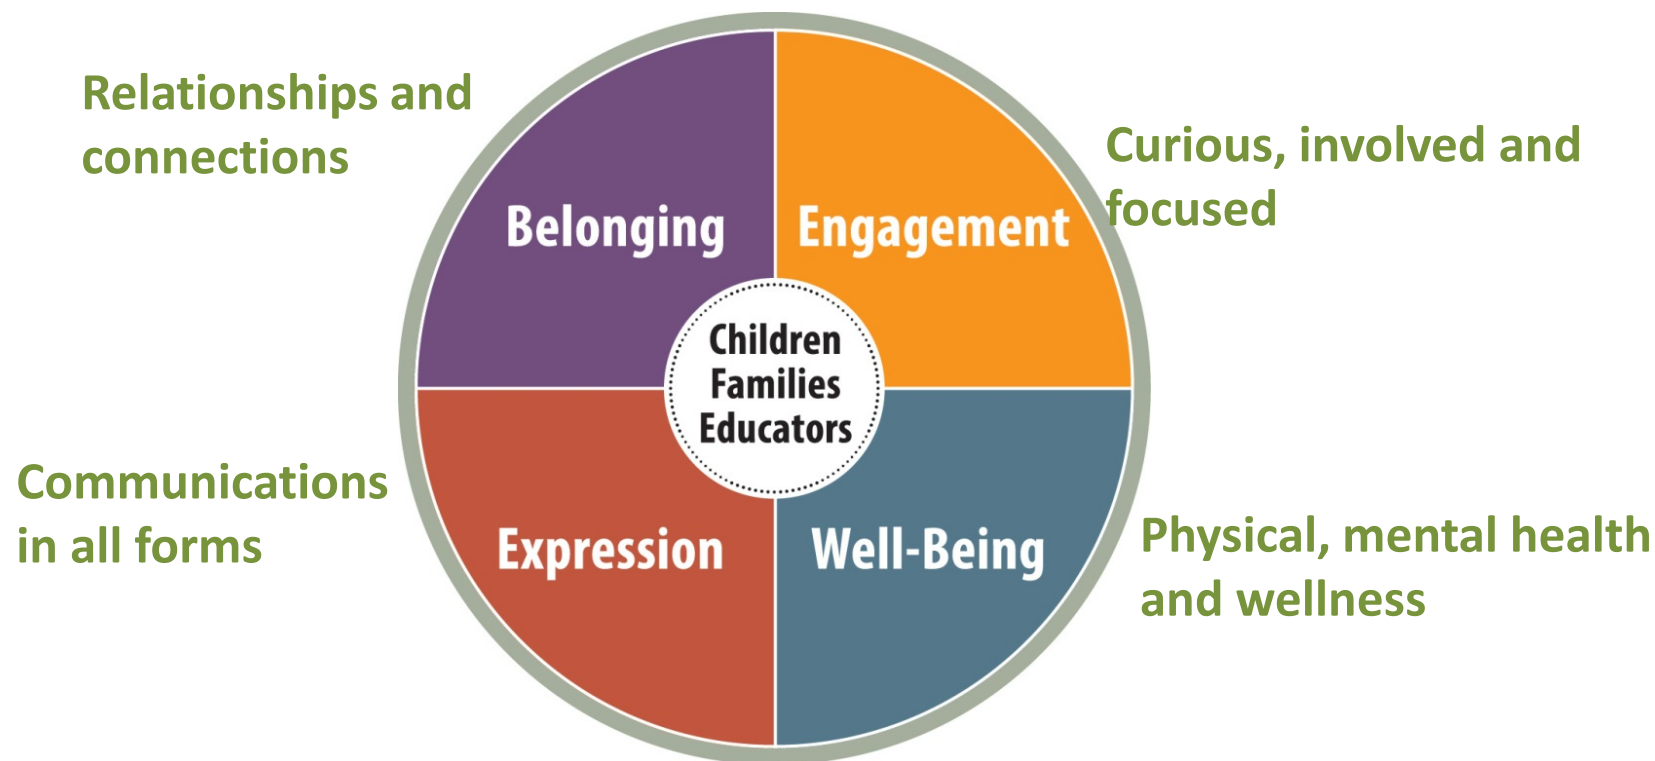 Relationships and
connections
Curious, involved and
focused
Belonging
Engagement
Children
Families
Educators
Communications
in all forms
Expression
Well-Being
Physical, mental health
and wellness